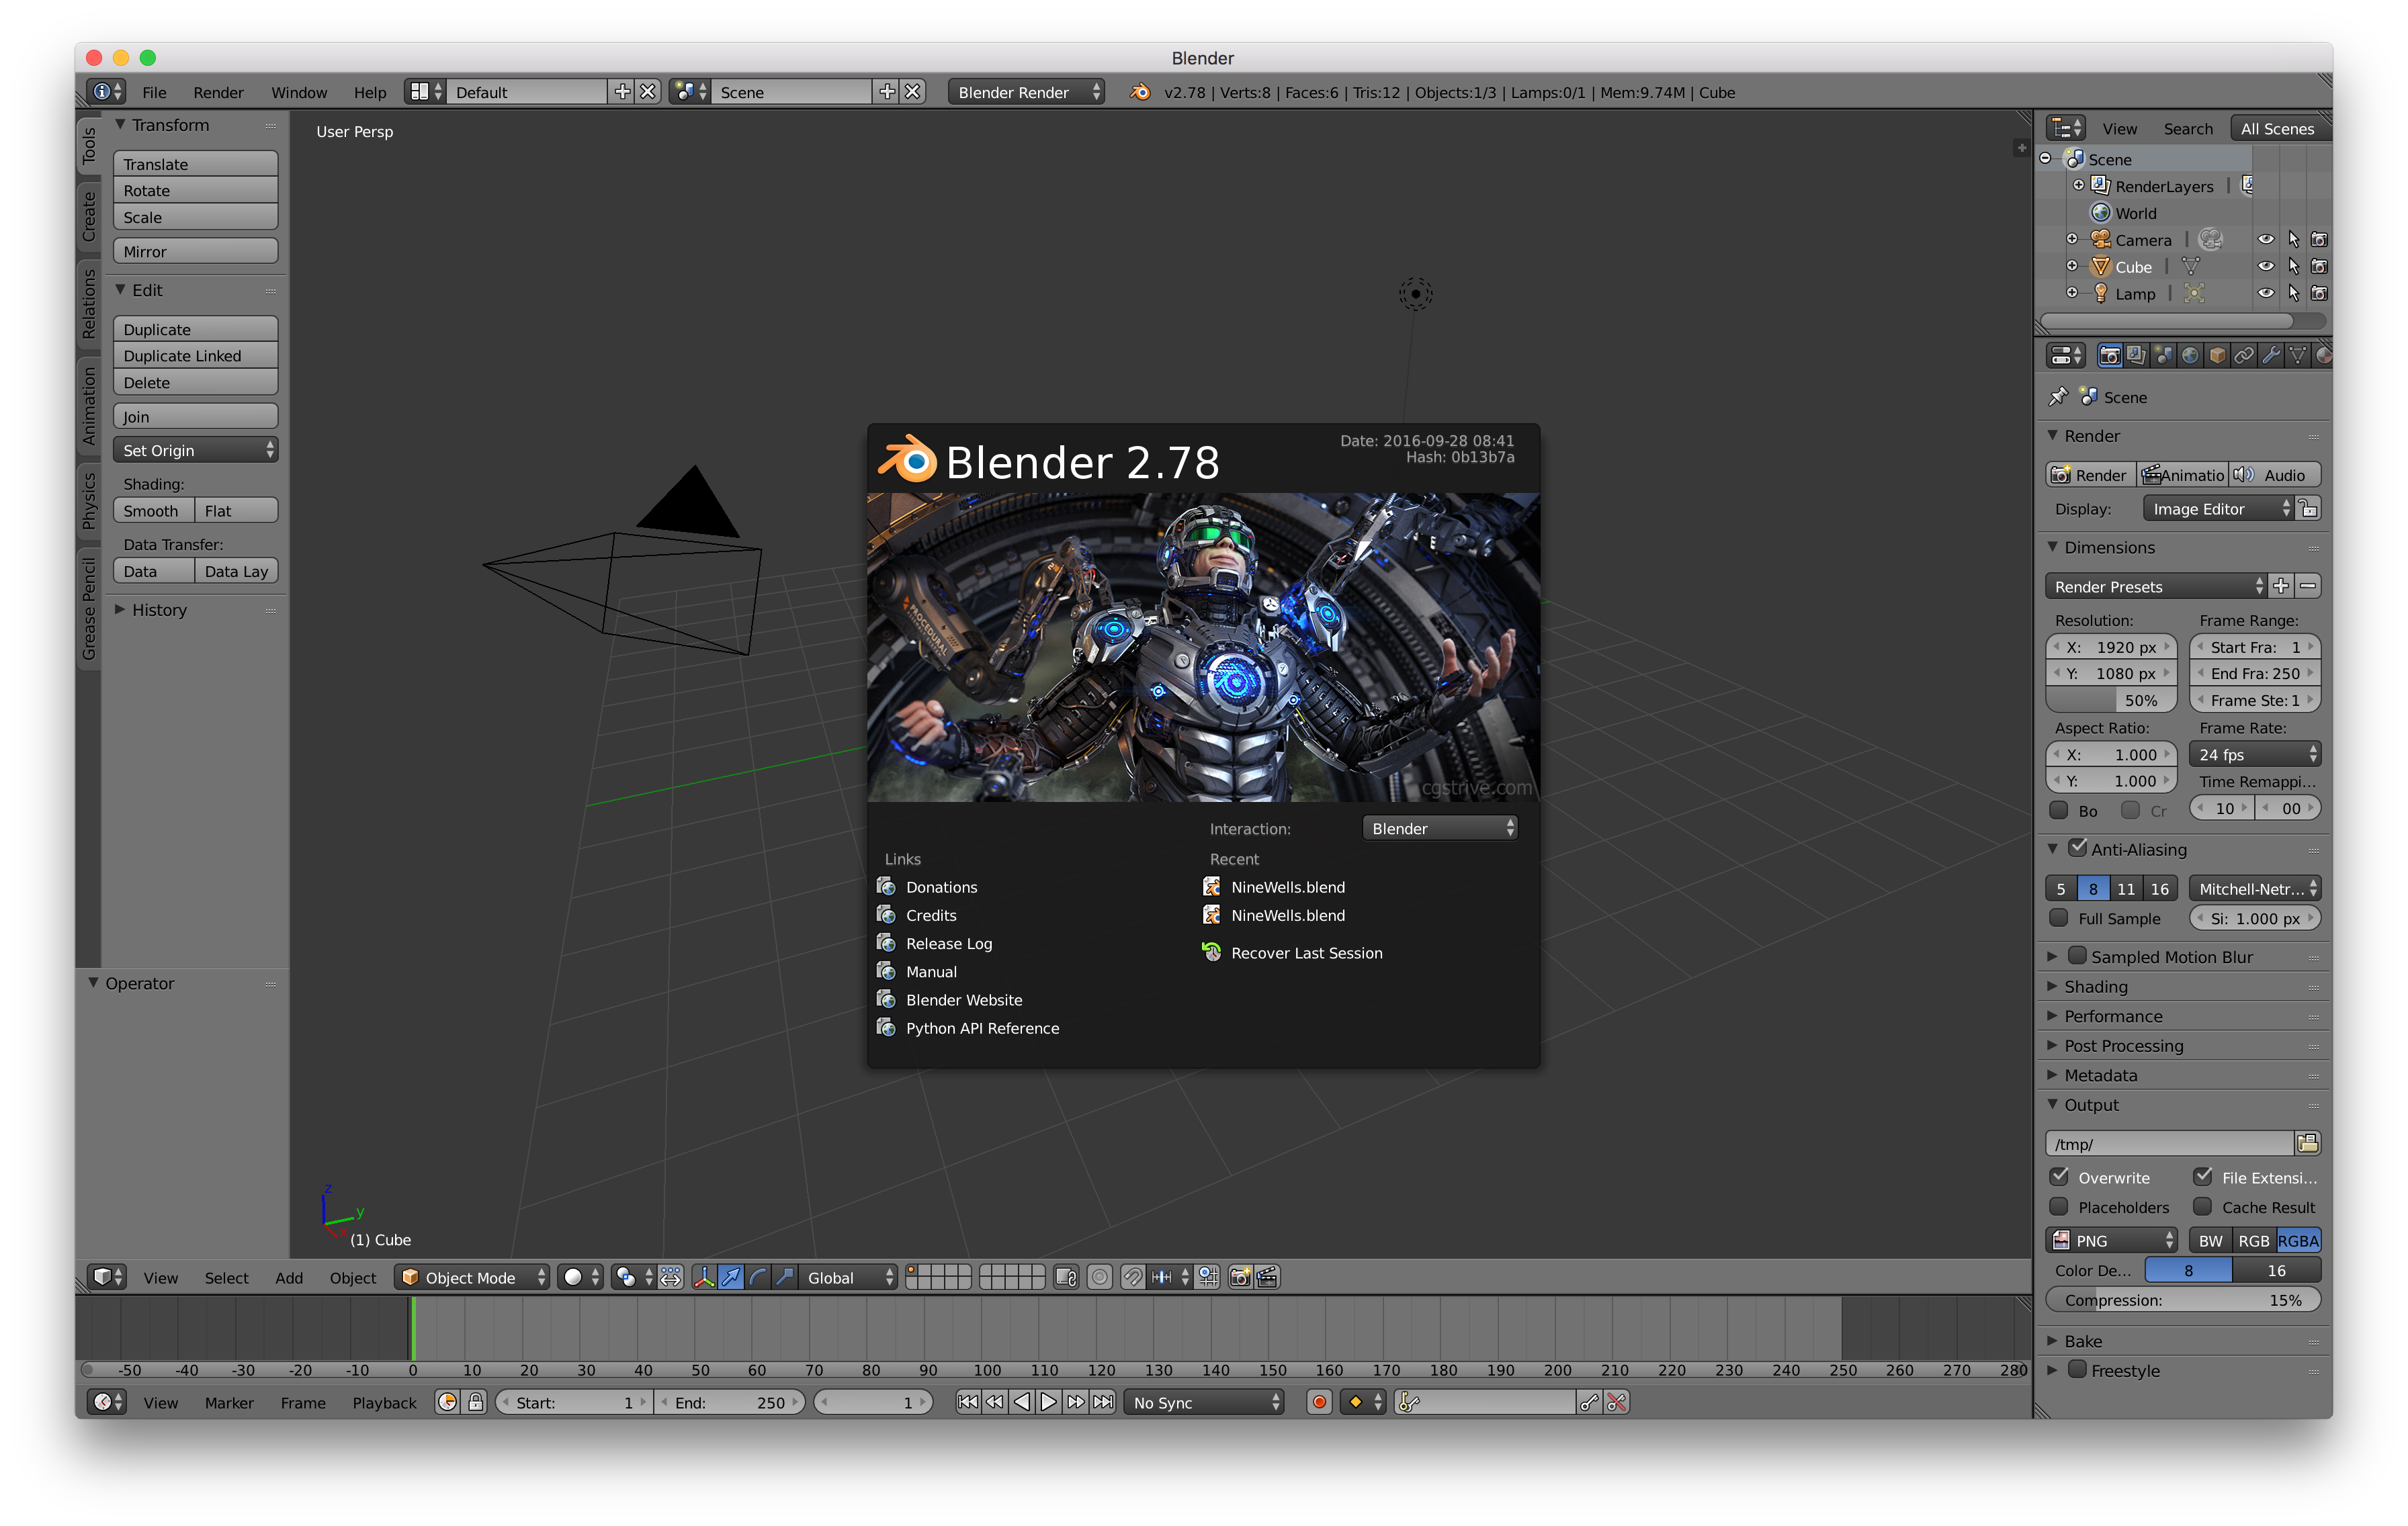 Blender
File Render Window Help Default Scene Blender Render v2.78 | Verts:8 | Faces:6 | Tris:12 | Objects:1/3 | Lamps:0/1 | Mem:9.74M | Cube
Tools
Create
Relations
Animation
Physics
Grease Pencil
Transform
Translate
Rotate
Scale
Mirror
Edit
Duplicate
Duplicate Linked
Delete
Join
Set Origin
Shading:
Smooth Flat
Data Transfer:
Data Data Lay
History
Operator
User Persp
Blender 2.78
Date: 2016-09-28 08:41
Hash: 0b13b7a
PROCEDURAL
cgstrive.com
Interaction: Blender
Links
Donations
Credits
Release Log
Manual
Blender Website
Python API Reference
Recent
NineWells.blend
NineWells.blend
Recover Last Session
z
y
x
(1) Cube
View Select Add Object Object Mode Global
-50 -40 -30 -20 -10 0 10 20 30 40 50 60 70 80 90 100 110 120 130 140 150 160 170 180 190 200 210 220 230 240 250 260 270 280
View Marker Frame Playback Start: 1 End: 250 1 No Sync
View Search All Scenes
Scene
RenderLayers |
World
Camera |
Cube |
Lamp |
Scene
Render
Render Animatio Audio
Display: Image Editor
Dimensions
Render Presets
Resolution: Frame Range:
X: 1920 px Start Fra: 1
Y: 1080 px End Fra: 250
50% Frame Ste: 1
Aspect Ratio: Frame Rate:
X: 1.000 24 fps
Y: 1.000 Time Remappi...
Bo Cr 10 00
Anti-Aliasing
5 8 11 16 Mitchell-Netr...
Full Sample Si: 1.000 px
Sampled Motion Blur
Shading
Performance
Post Processing
Metadata
Output
/tmp/
Overwrite File Extensi...
Placeholders Cache Result
PNG BW RGB RGBA
Color De... 8 16
Compression: 15%
Bake
Freestyle